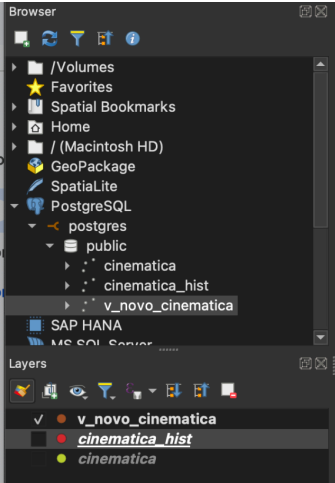 Browser
/Volumes
Favorites
Spatial Bookmarks
Home
/ (Macintosh HD)
GeoPackage
SpatiaLite
PostgreSQL
postgres
public
cinematica
cinematica_hist
v_novo_cinematica
SAP HANA
MS SQL Server
Layers
v_novo_cinematica
cinematica_hist
cinematica